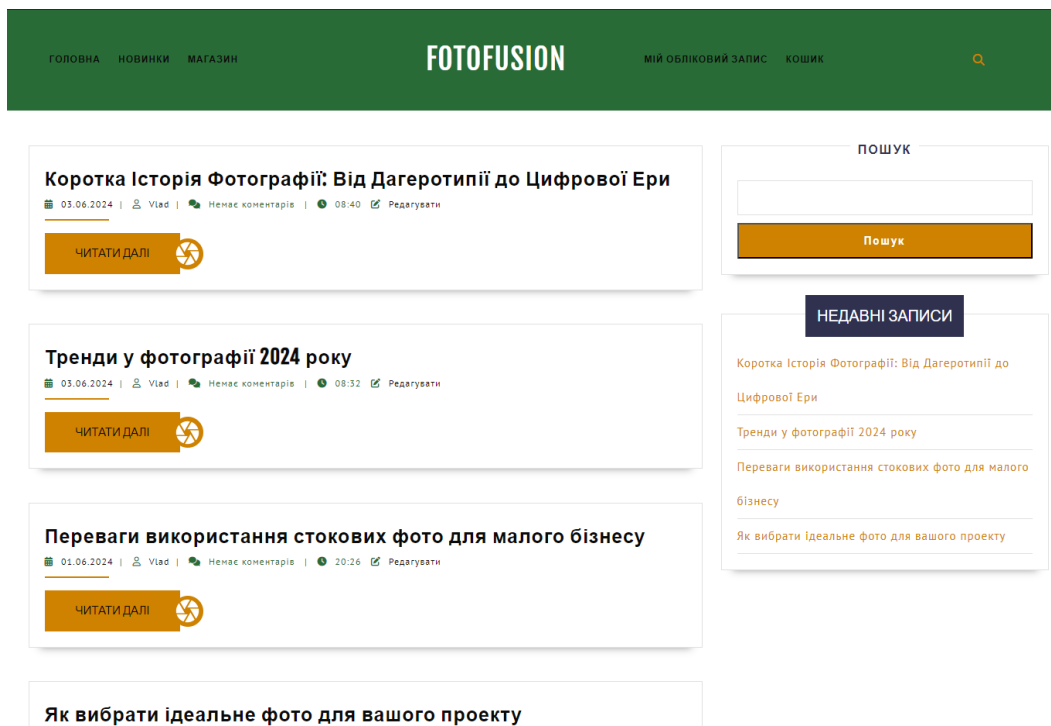 ГОЛОВНА НОВИНКИ МАГАЗИН FOTOFUSION МІЙ ОБЛІКОВИЙ ЗАПИС КОШИК
Коротка Історія Фотографії: Від Дагеротипії до Цифрової Ери
03.06.2024 | Vlad | Немає коментарів | 08:40 Редагувати
ЧИТАТИ ДАЛІ
Тренди у фотографії 2024 року
03.06.2024 | Vlad | Немає коментарів | 08:32 Редагувати
ЧИТАТИ ДАЛІ
Переваги використання стокових фото для малого бізнесу
01.06.2024 | Vlad | Немає коментарів | 20:26 Редагувати
ЧИТАТИ ДАЛІ
Як вибрати ідеальне фото для вашого проекту
ПОШУК
Пошук
НЕДАВНІ ЗАПИСИ
Коротка Історія Фотографії: Від Дагеротипії до
Цифрової Ери
Тренди у фотографії 2024 року
Переваги використання стокових фото для малого
бізнесу
Як вибрати ідеальне фото для вашого проекту